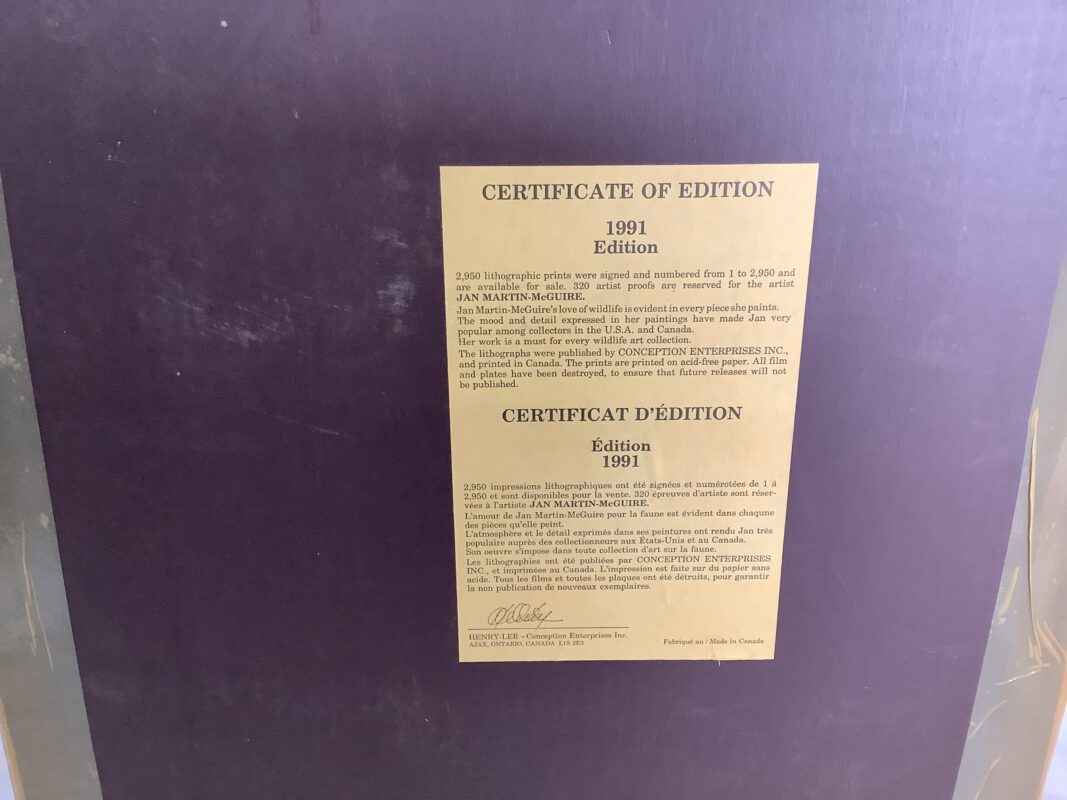 CERTIFICATE OF EDITION
1991
Edition
2,950 lithographic prints were signed and numbered from 1 to 2,950 and
are available for sale. 320 artist proofs are reserved for the artist
JAN MARTIN-McGUIRE.
Jan Martin-McGuire's love of wildlife is evident in every piece she paints.
The mood and detail expressed in her paintings have made Jan very
popular among collectors in the U.S.A. and Canada.
Her work is a must for every wildlife art collection.
The lithographs were published by CONCEPTION ENTERPRISES INC.,
and printed in Canada. The prints are printed on acid-free paper. All film
and plates have been destroyed, to ensure that future releases will not
be published.
CERTIFICAT D'ÉDITION
Édition
1991
2,950 impressions lithographiques ont été signées et numérotées de 1 à
2,950 et sont disponibles pour la vente. 320 épreuves d'artiste sont réser-
vées à l'artiste JAN MARTIN-McGUIRE.
L'amour de Jan Martin-McGuire pour la faune est évident dans chacune
des pièces qu'elle peint.
L'atmosphère et le détail exprimés dans ses peintures ont rendu Jan très
populaire auprès des collectionneurs aux États-Unis et au Canada.
Son oeuvre s'impose dans toute collection d'art sur la faune.
Les lithographies ont été publiées par CONCEPTION ENTERPRISES
INC., et imprimées au Canada. L'impression est faite sur du papier sans
acide. Tous les films et toutes les plaques ont été détruits, pour garantir
la non publication de nouveaux exemplaires.
HENRY LEE - Conception Enterprises Inc.
AJAX, ONTARIO, CANADA L1S 2E3
Fabriqué au / Made in Canada